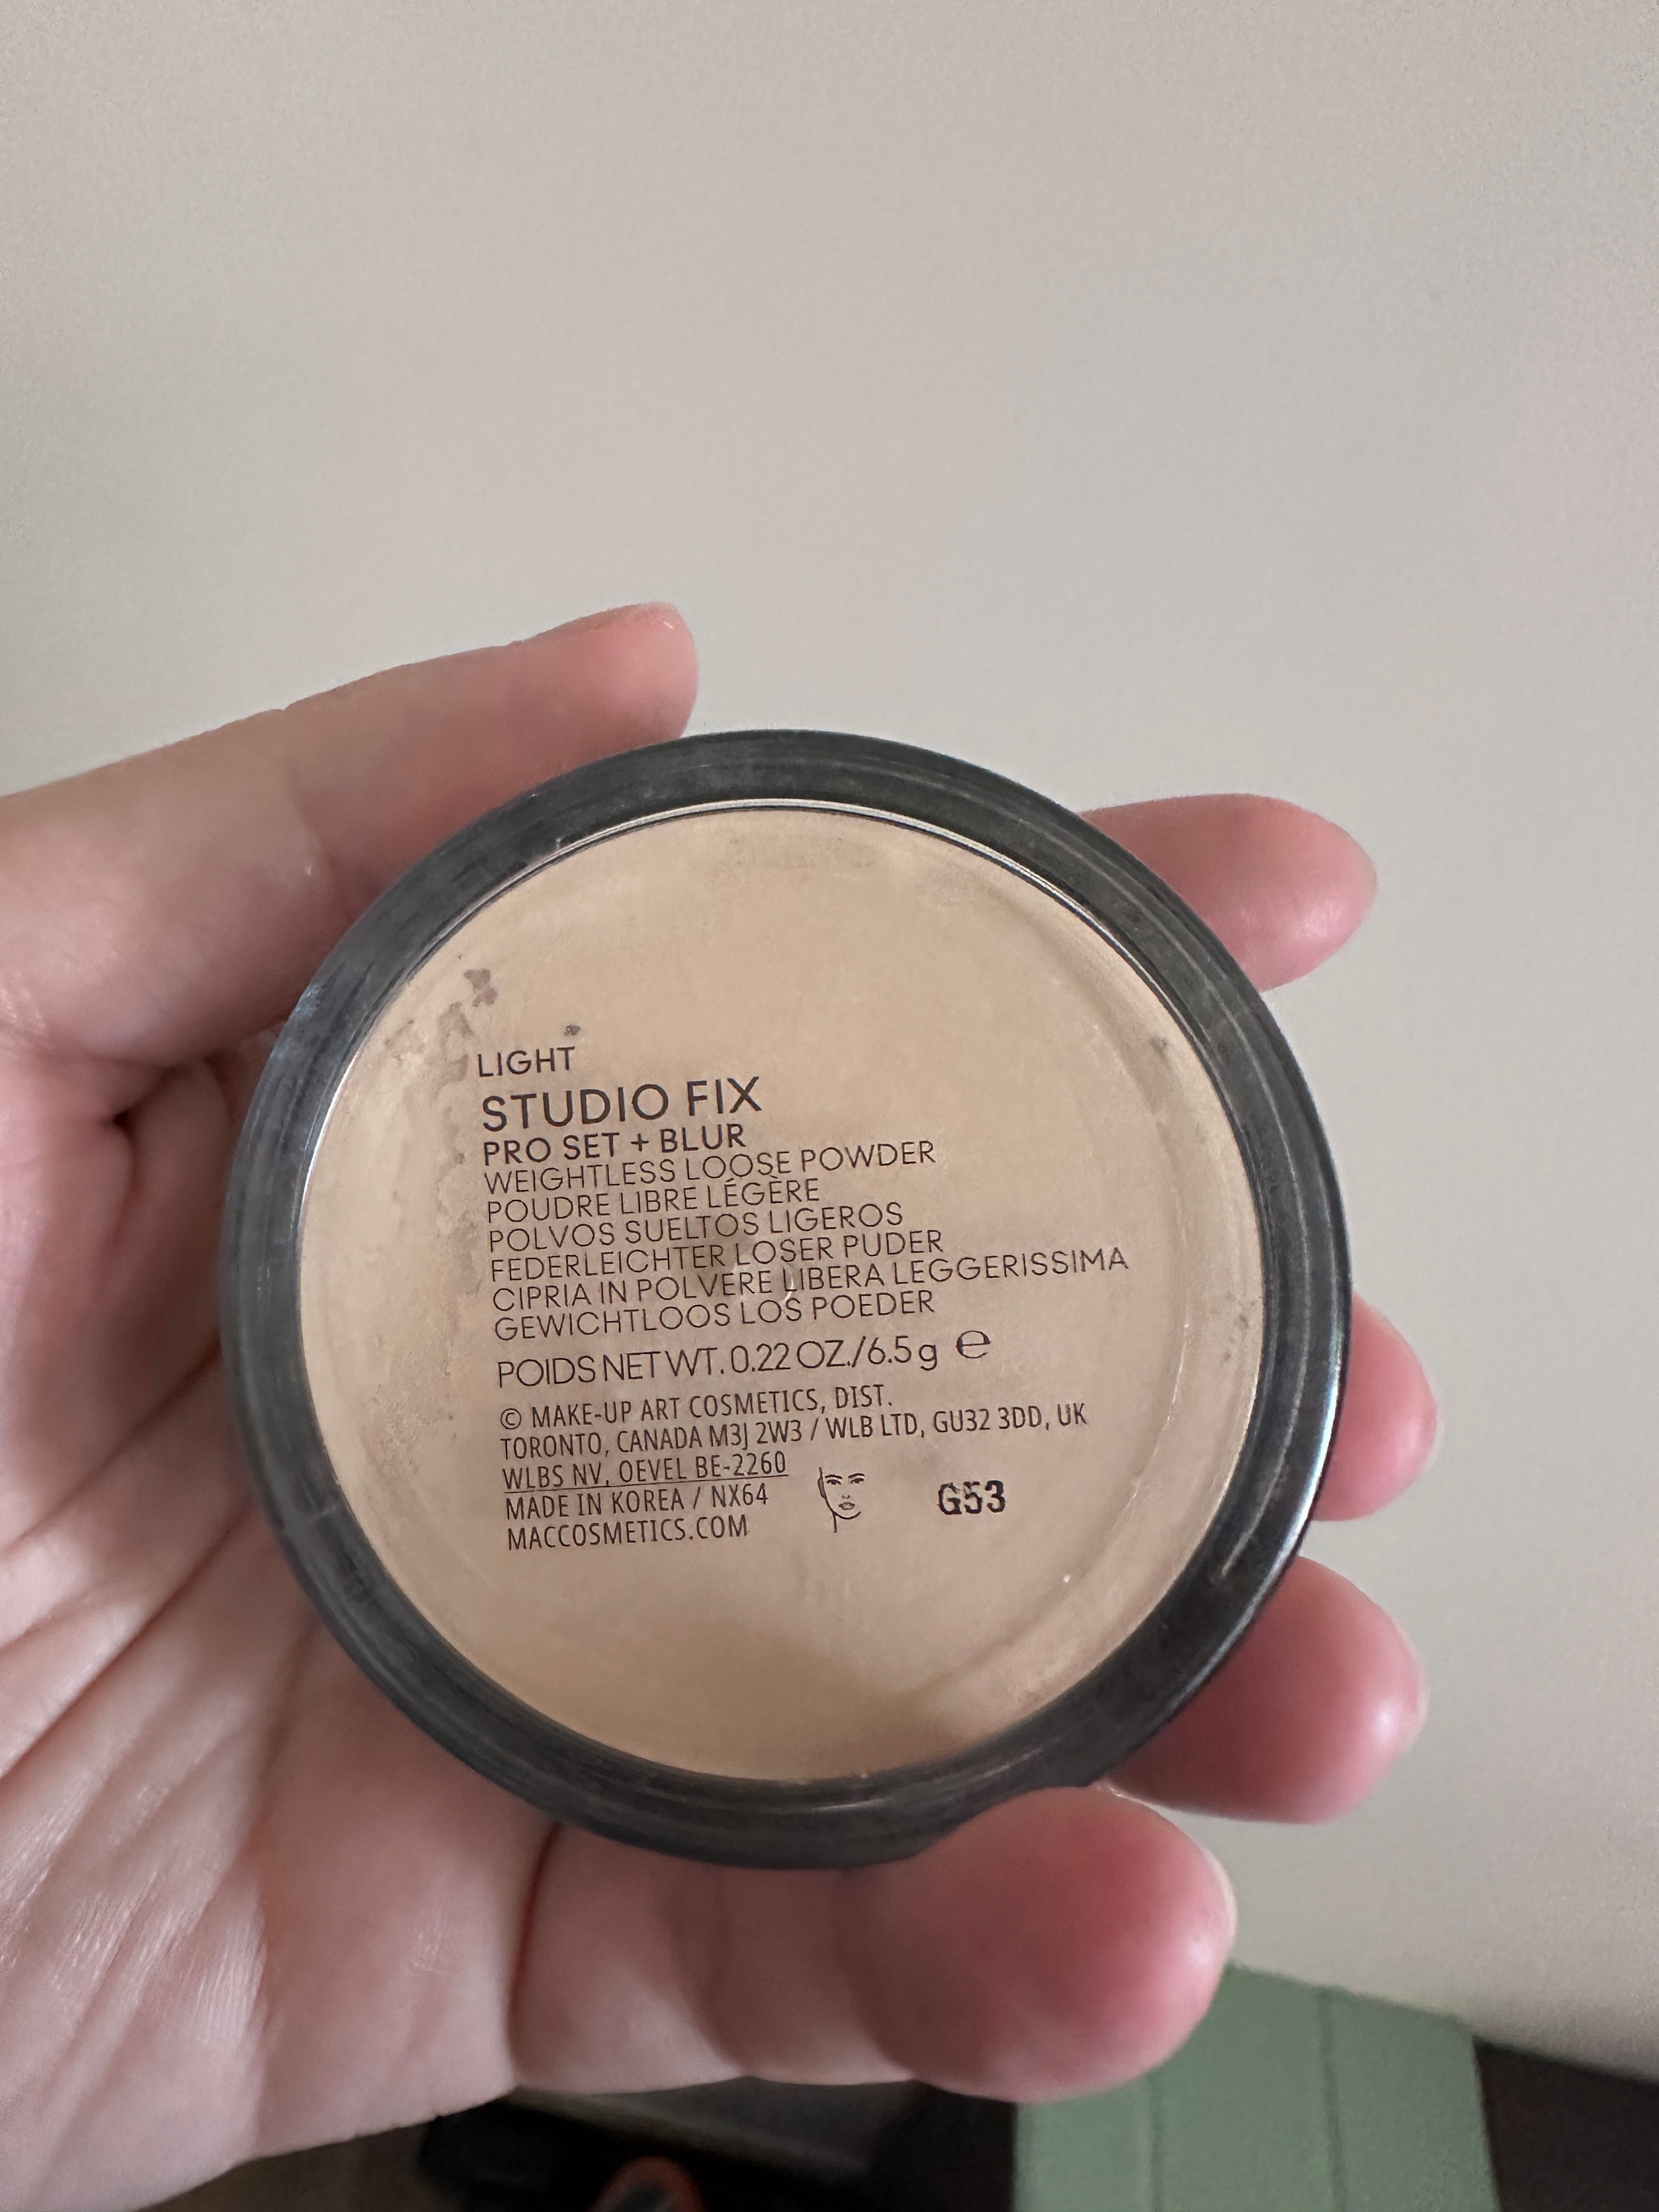 LIGHT
STUDIO FIX
PRO SET + BLUR
WEIGHTLESS LOOSE POWDER
POUDRE LIBRE LÉGÈRE
POLVOS SUELTOS LIGEROS
FEDERLEICHTER LOSER PUDER
CIPRIA IN POLVERE LIBERA LEGGERISSIMA
GEWICHTLOOS LOS POEDER
POIDS NET WT. 0.22 OZ./6.5 g ℮
© MAKE-UP ART COSMETICS, DIST.
TORONTO, CANADA M3J 2W3 / WLB LTD, GU32 3DD, UK
WLBS NV, OEVEL BE-2260
MADE IN KOREA / NX64
MACCOSMETICS.COM
G53